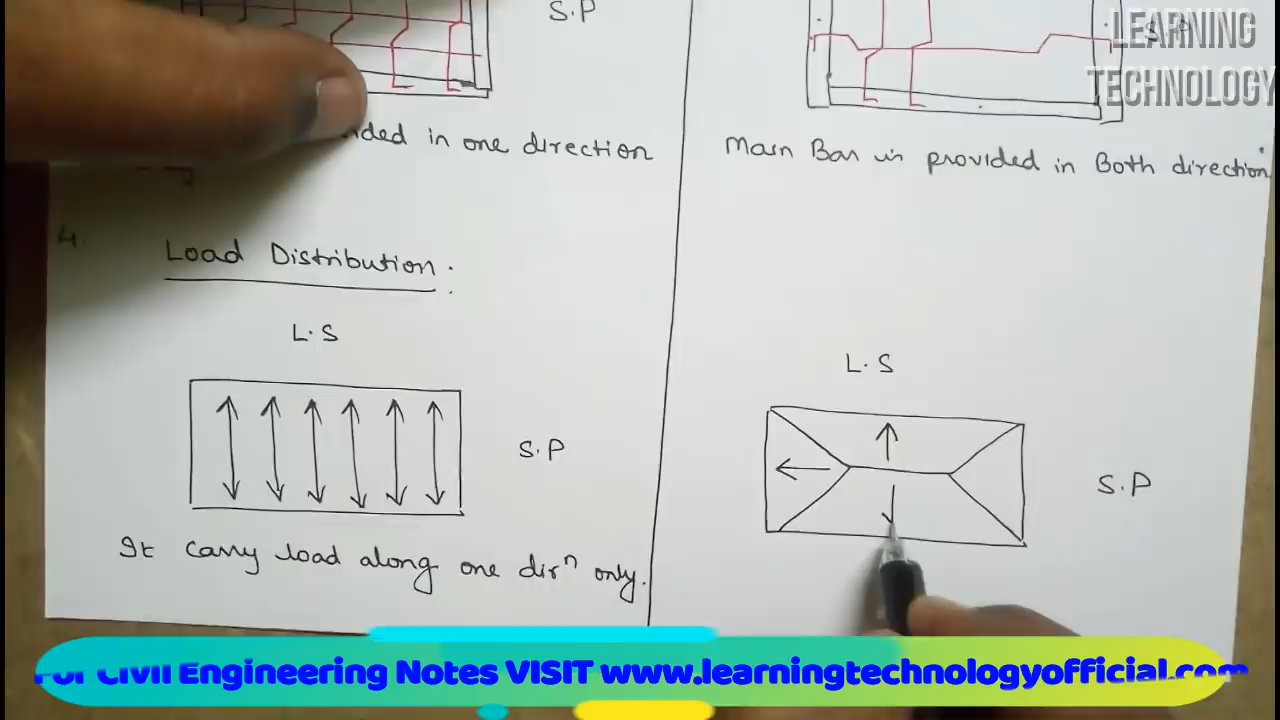 S.P
S.P
LEARNING
TECHNOLOGY
ded in one direction
Main Bar is provided in Both direction
4. Load Distribution.
L.S
S.P
It carry load along one dirn only.
L.S
S.P
For Civil Engineering Notes VISIT www.learningtechnologyofficial.com